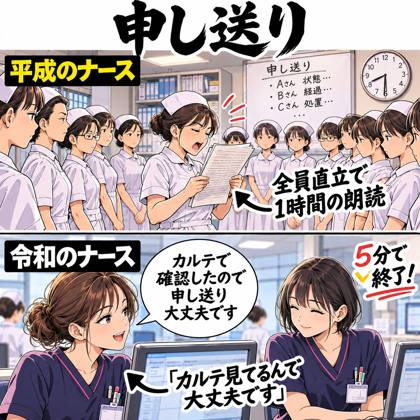 申し送り
平成のナース
申し送り
・Aさん 状態…
・Bさん 経過…
・Cさん 処置…
…
全員直立で
1時間の朗読
令和のナース
カルテで
確認したので
申し送り
大丈夫です
5分で
終了!
「カルテ見てるんで
大丈夫です」